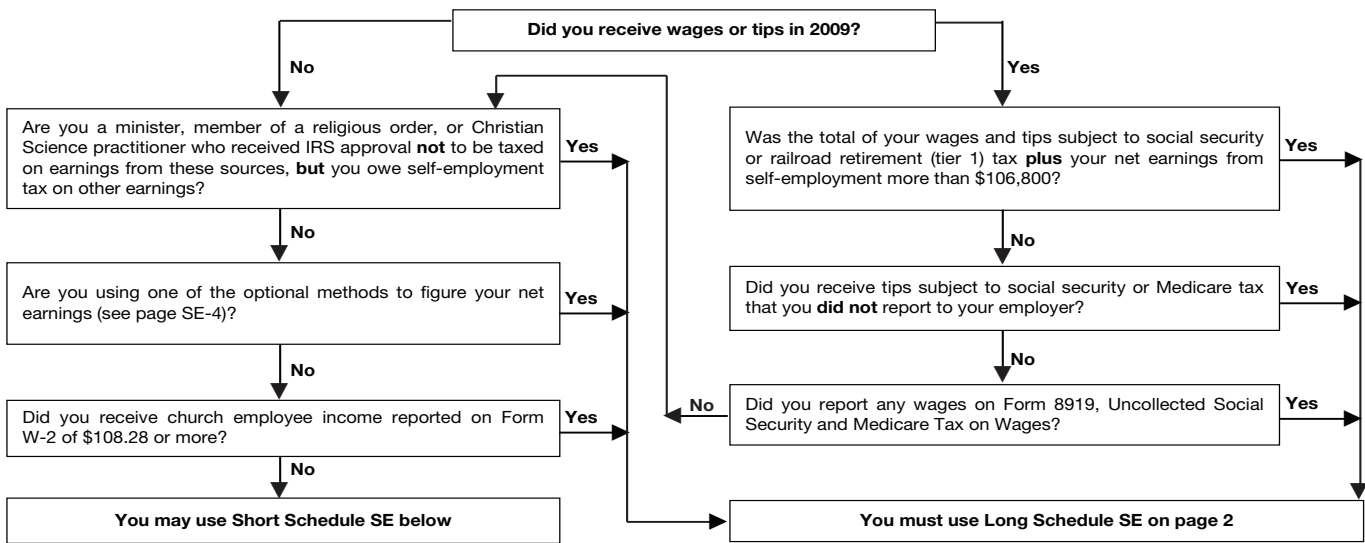 Did you receive wages or tips in 2009?
No
Yes
Are you a minister, member of a religious order, or Christian
Science practitioner who received IRS approval not to be taxed
on earnings from these sources, but you owe self-employment
tax on other earnings?
Yes
No
Are you using one of the optional methods to figure your net
earnings (see page SE-4)?
Yes
No
Did you receive church employee income reported on Form
W-2 of $108.28 or more?
Yes
No
You may use Short Schedule SE below
Was the total of your wages and tips subject to social security
or railroad retirement (tier 1) tax plus your net earnings from
self-employment more than $106,800?
Yes
No
Did you receive tips subject to social security or Medicare tax
that you did not report to your employer?
Yes
No
No
Did you report any wages on Form 8919, Uncollected Social
Security and Medicare Tax on Wages?
Yes
You must use Long Schedule SE on page 2